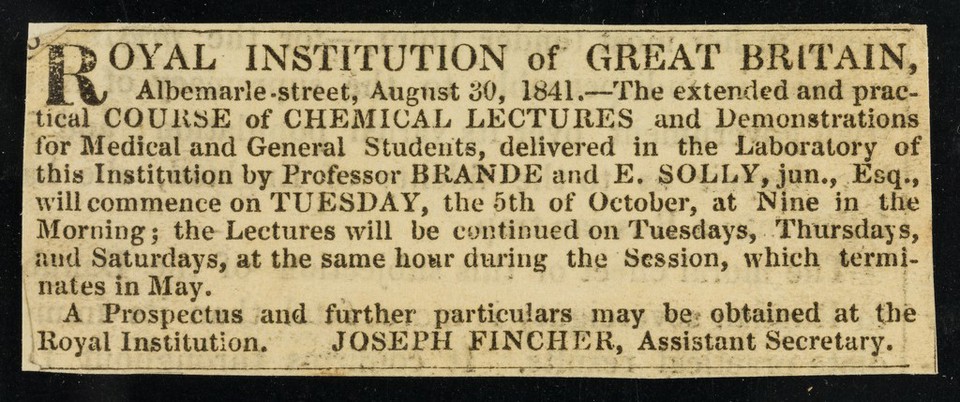 ROYAL INSTITUTION of GREAT BRITAIN,
Albemarle-street, August 30, 1841.—The extended and prac-
tical COURSE of CHEMICAL LECTURES and Demonstrations
for Medical and General Students, delivered in the Laboratory of
this Institution by Professor BRANDE and E. SOLLY, jun., Esq.,
will commence on TUESDAY, the 5th of October, at Nine in the
Morning; the Lectures will be continued on Tuesdays, Thursdays,
and Saturdays, at the same hour during the Session, which termi-
nates in May.
A Prospectus and further particulars may be obtained at the
Royal Institution. JOSEPH FINCHER, Assistant Secretary.